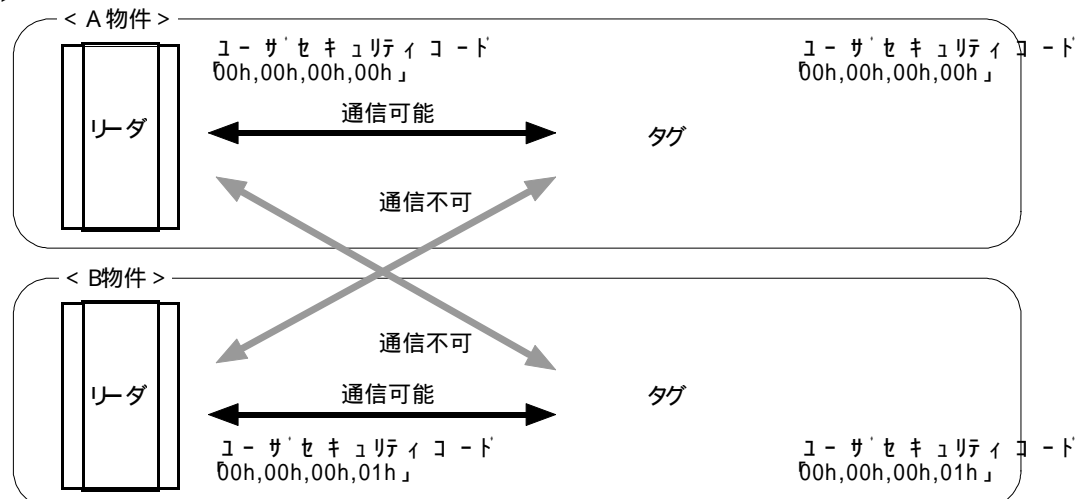 < A物件 >
ユーザセキュリティコード
「00h,00h,00h,00h」
ユーザセキュリティコード
「00h,00h,00h,00h」
通信可能
リーダ
タグ
通信不可
< B物件 >
通信不可
通信可能
リーダ
タグ
ユーザセキュリティコード
「00h,00h,00h,01h」
ユーザセキュリティコード
「00h,00h,00h,01h」